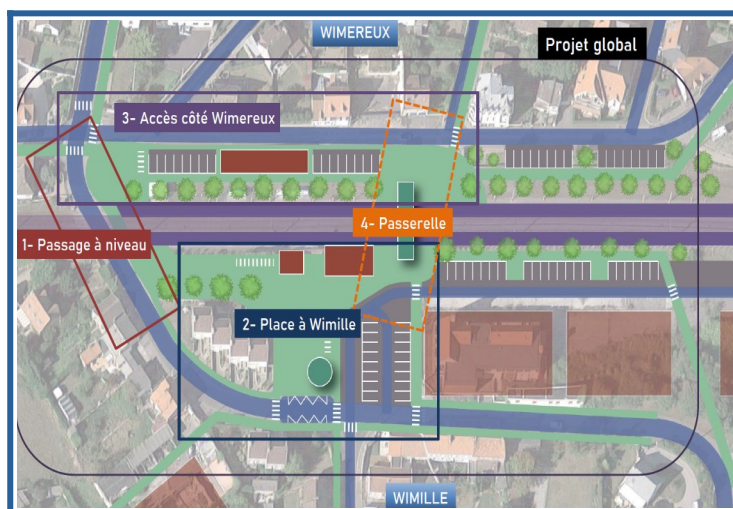 WIMEREUX
Projet global
3- Accès côté Wimereux
4- Passerelle
1- Passage à niveau
2- Place à Wimille
WIMILLE